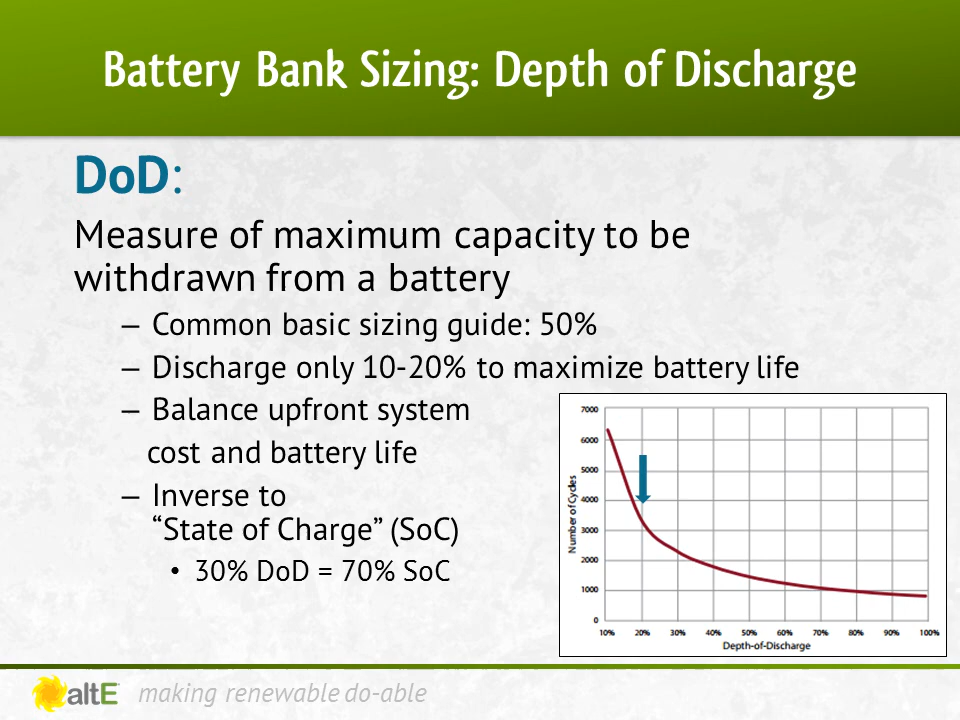 Battery Bank Sizing: Depth of Discharge
DoD:
Measure of maximum capacity to be
withdrawn from a battery
– Common basic sizing guide: 50%
– Discharge only 10-20% to maximize battery life
– Balance upfront system
cost and battery life
– Inverse to
“State of Charge” (SoC)
• 30% DoD = 70% SoC
Number of Cycles
7000
6000
5000
4000
3000
2000
1000
0
10% 20% 30% 40% 50% 60% 70% 80% 90% 100%
Depth-of-Discharge
altE making renewable do-able